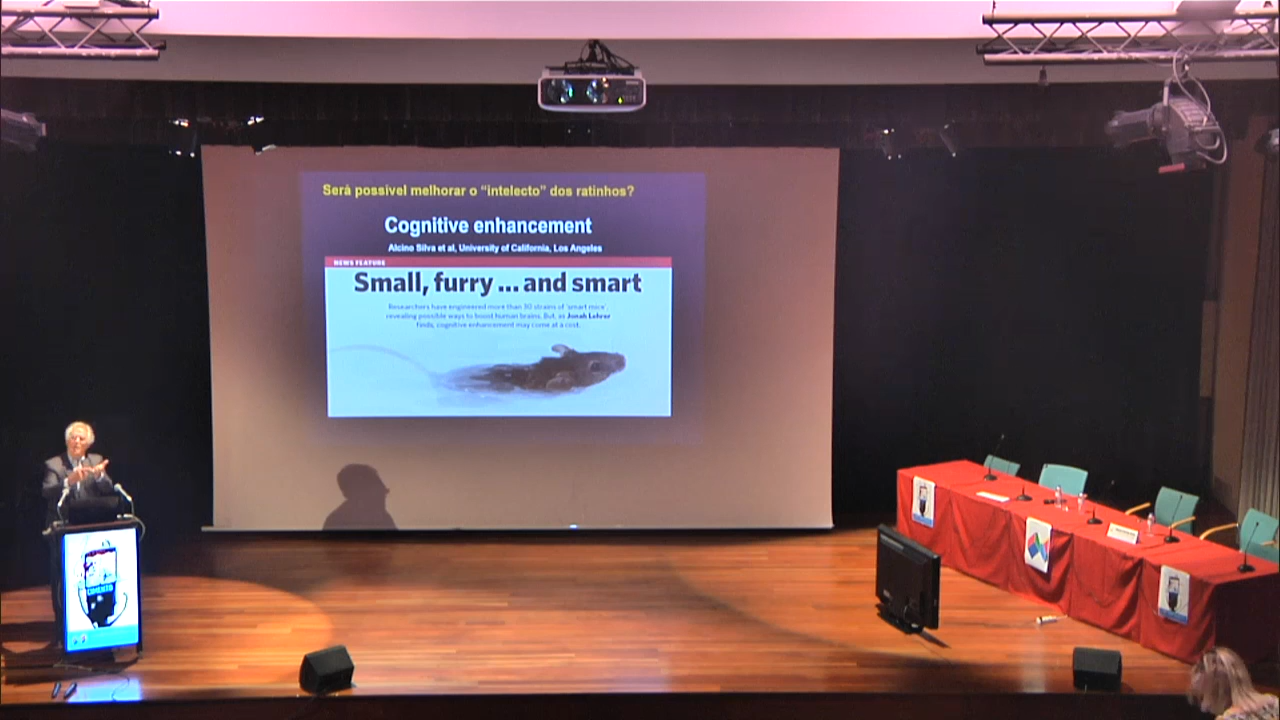 Será possível melhorar o “intelecto” dos ratinhos?
Cognitive enhancement
Alcino Silva et al, University of California, Los Angeles
NEWS FEATURE
Small, furry ... and smart
Researchers have engineered more than 30 strains of 'smart mice',
revealing possible ways to boost human brains. But, as Jonah Lehrer
finds, cognitive enhancement may come at a cost.